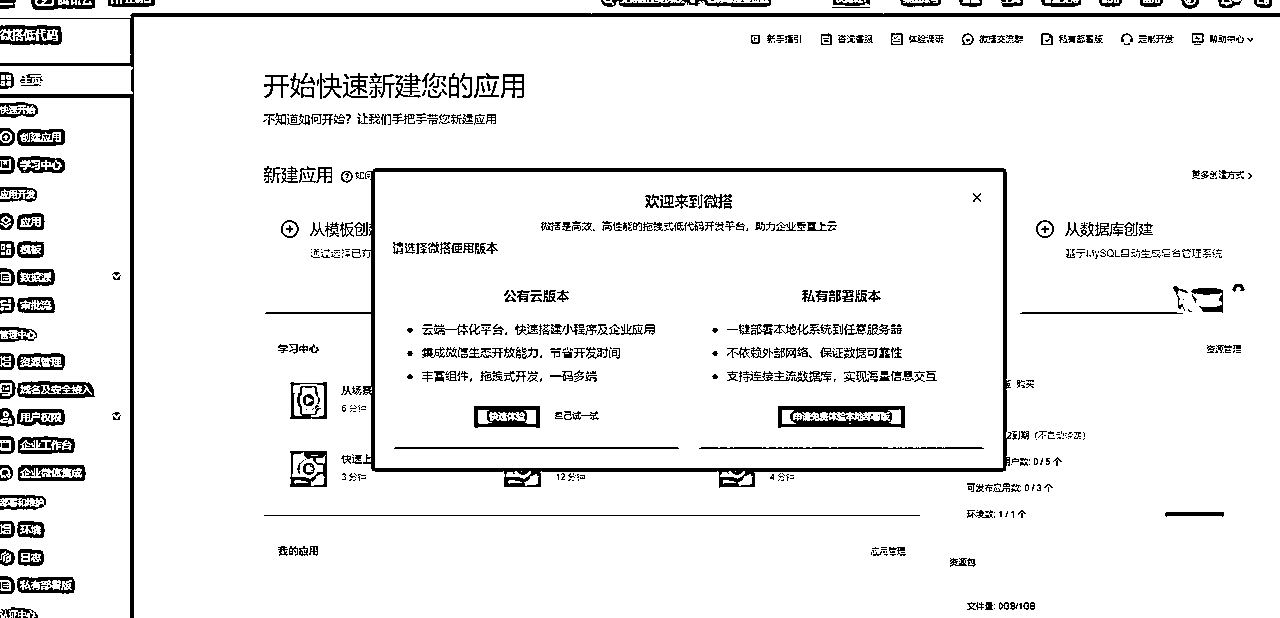 微搭低代码
新手指引
咨询客服
体验调研
微搭交流群
私有部署版
定制开发
帮助中心
主页
快速开始
创建应用
学习中心
应用开发
应用
模板
数据源
审批流
管理中心
资源管理
域名及安全接入
用户权限
企业工作台
企业微信集成
部署和维护
环境
日志
私有部署版
认证中心
开始快速新建您的应用
不知道如何开始？让我们手把手带您新建应用
新建应用
更多创建方式
从模板创
通过选择已有
从数据库创建
基于MySQL自动生成后台管理系统
欢迎来到微搭
微搭是高效、高性能的拖拽式低代码开发平台，助力企业垂直上云
请选择微搭使用版本
公有云版本
云端一体化平台，快速搭建小程序及企业应用
集成微信生态开放能力，节省开发时间
丰富组件，拖拽式开发，一码多端
快速体验
自己试一试
私有部署版本
一键部署本地化系统到任意服务器
不依赖外部网络、保证数据可靠性
支持连接主流数据库，实现海量信息交互
申请免费体验本地部署版
学习中心
资源管理
从场景
6 分钟
快速上
3 分钟
12 分钟
4 分钟
购买
到期（不自动续费）
户数: 0 / 5 个
可发布应用数: 0 / 3 个
环境数: 1 / 1 个
我的应用
应用管理
资源包
文件量: 0GB/1GB